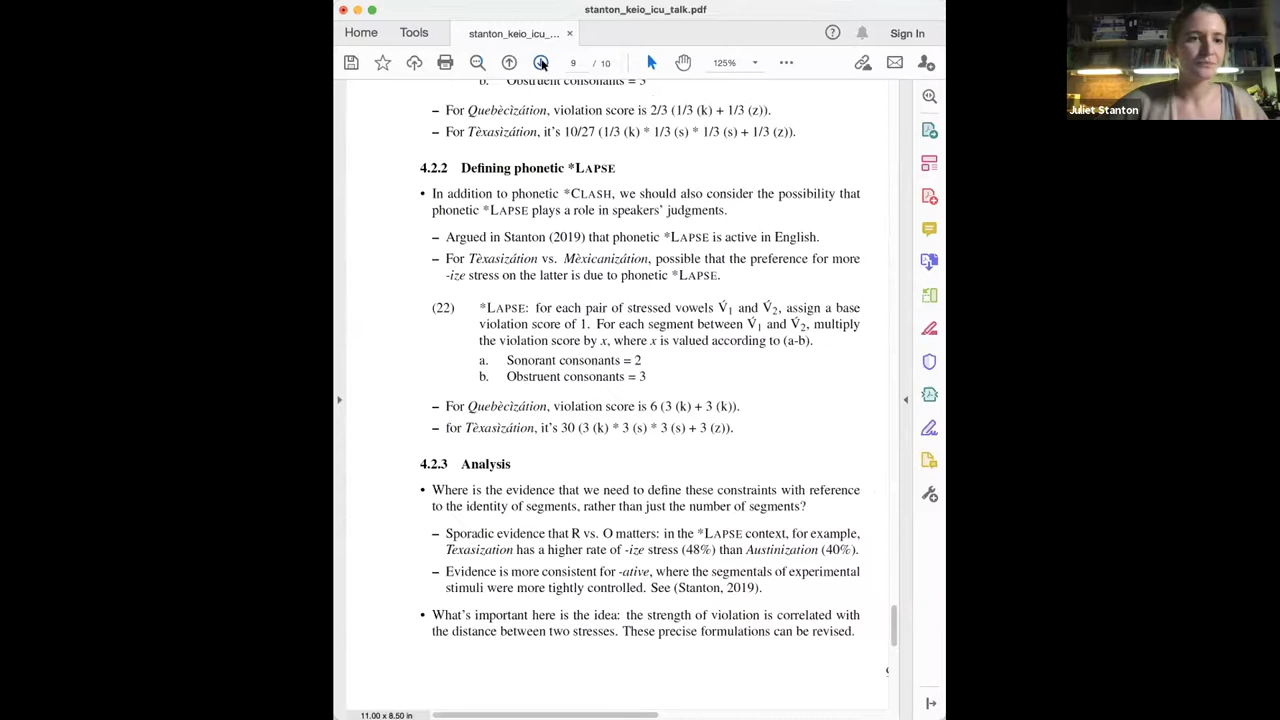 stanton_keio_icu_talk.pdf
Home
Tools
stanton_keio_icu_...
Sign In
9 / 10
125%
b. Obstruent consonants = 3
– For Quebècìzátion, violation score is 2/3 (1/3 (k) + 1/3 (z)).
– For Tèxasìzátion, it's 10/27 (1/3 (k) * 1/3 (s) * 1/3 (s) + 1/3 (z)).
4.2.2 Defining phonetic *LAPSE
• In addition to phonetic *CLASH, we should also consider the possibility that
phonetic *LAPSE plays a role in speakers' judgments.
– Argued in Stanton (2019) that phonetic *LAPSE is active in English.
– For Tèxasizátion vs. Mèxicanizátion, possible that the preference for more
-ize stress on the latter is due to phonetic *LAPSE.
(22) *LAPSE: for each pair of stressed vowels V́1 and V́2, assign a base
violation score of 1. For each segment between V́1 and V́2, multiply
the violation score by x, where x is valued according to (a-b).
a. Sonorant consonants = 2
b. Obstruent consonants = 3
– For Quebècìzátion, violation score is 6 (3 (k) + 3 (k)).
– for Tèxasìzátion, it's 30 (3 (k) * 3 (s) * 3 (s) + 3 (z)).
4.2.3 Analysis
• Where is the evidence that we need to define these constraints with reference
to the identity of segments, rather than just the number of segments?
– Sporadic evidence that R vs. O matters: in the *LAPSE context, for example,
Texasization has a higher rate of -ize stress (48%) than Austinization (40%).
– Evidence is more consistent for -ative, where the segmentals of experimental
stimuli were more tightly controlled. See (Stanton, 2019).
• What's important here is the idea: the strength of violation is correlated with
the distance between two stresses. These precise formulations can be revised.
11.00 x 8.50 in
Juliet Stanton